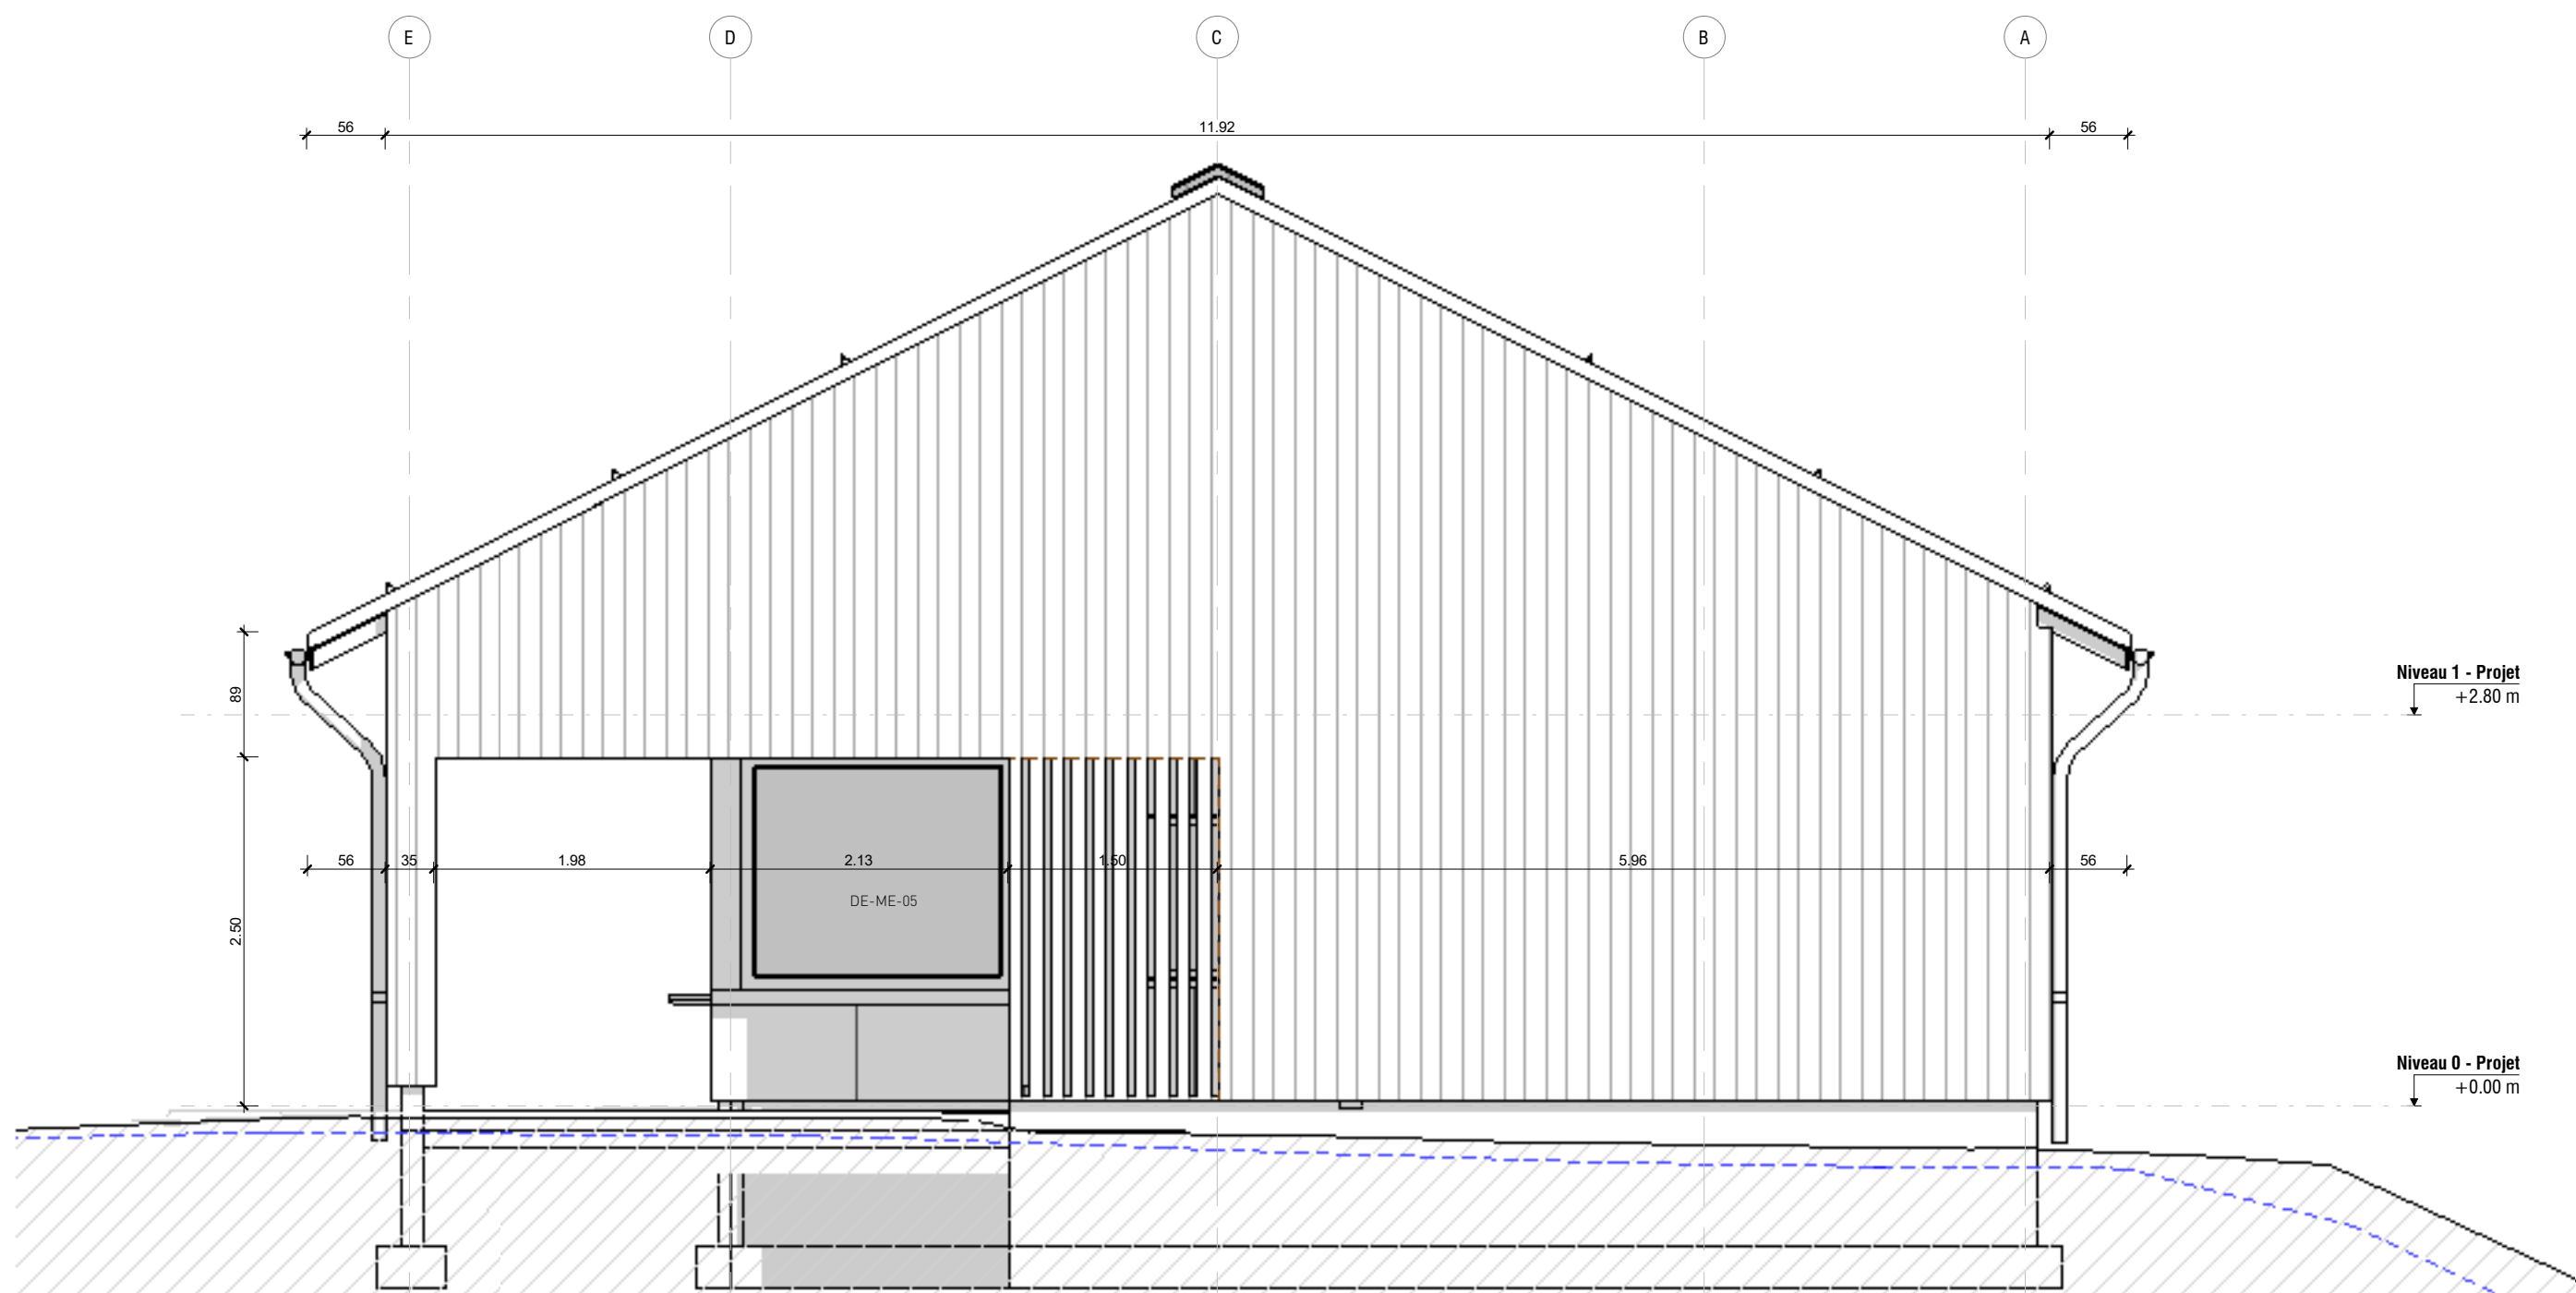 E
D
C
B
A
56
11.92
56
89
Niveau 1 - Projet
+2.80 m
56
35
1.98
2.13
1.50
5.96
56
DE-ME-05
2.50
Niveau 0 - Projet
+0.00 m